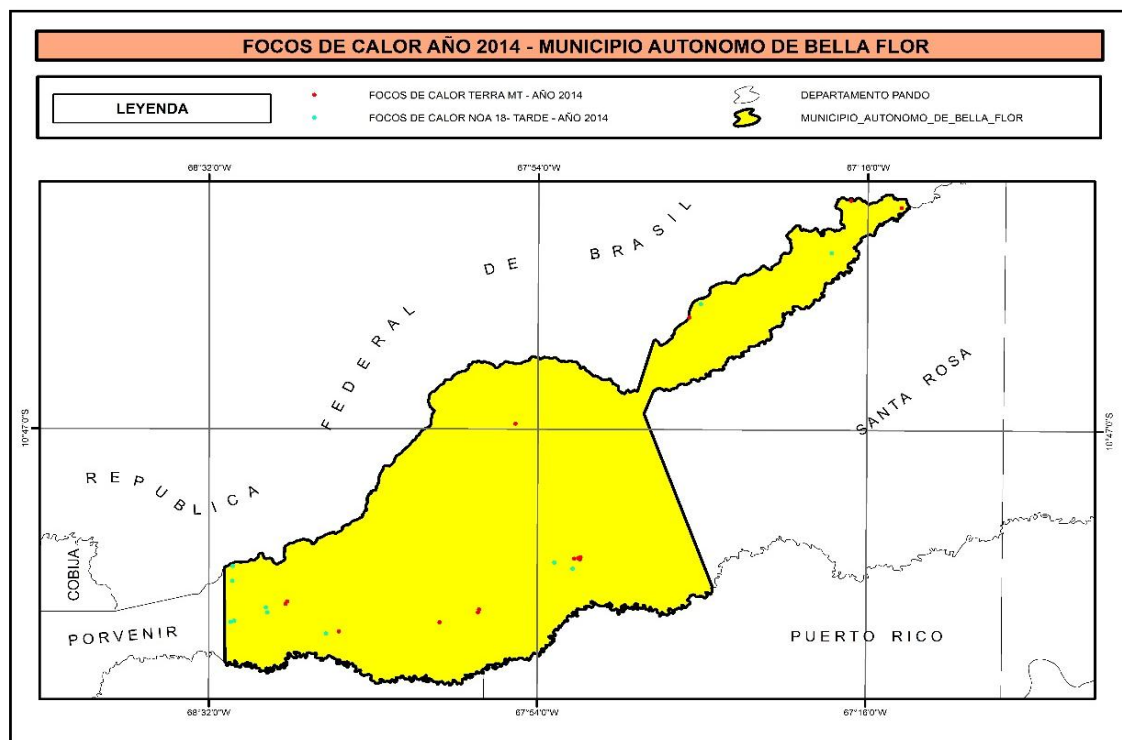 FOCOS DE CALOR AÑO 2014 - MUNICIPIO AUTONOMO DE BELLA FLOR
LEYENDA
FOCOS DE CALOR TERRA MT - AÑO 2014
DEPARTAMENTO PANDO
FOCOS DE CALOR NOA 18- TARDE - AÑO 2014
MUNICIPIO_AUTONOMO_DE_BELLA_FLOR
68°32'0"W
67°54'0"W
67°16'0"W
REPUBLICA FEDERAL DE BRASIL
SANTA ROSA
10°47'0"S
10°47'0"S
COBIJA
PORVENIR
PUERTO RICO
68°32'0"W
67°54'0"W
67°16'0"W